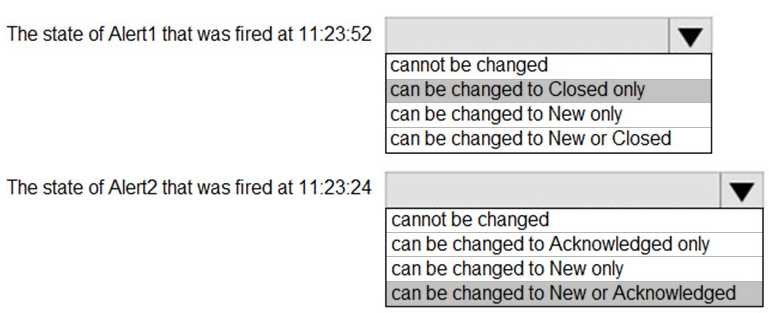 The state of Alert1 that was fired at 11:23:52
cannot be changed
can be changed to Closed only
can be changed to New only
can be changed to New or Closed
The state of Alert2 that was fired at 11:23:24
cannot be changed
can be changed to Acknowledged only
can be changed to New only
can be changed to New or Acknowledged